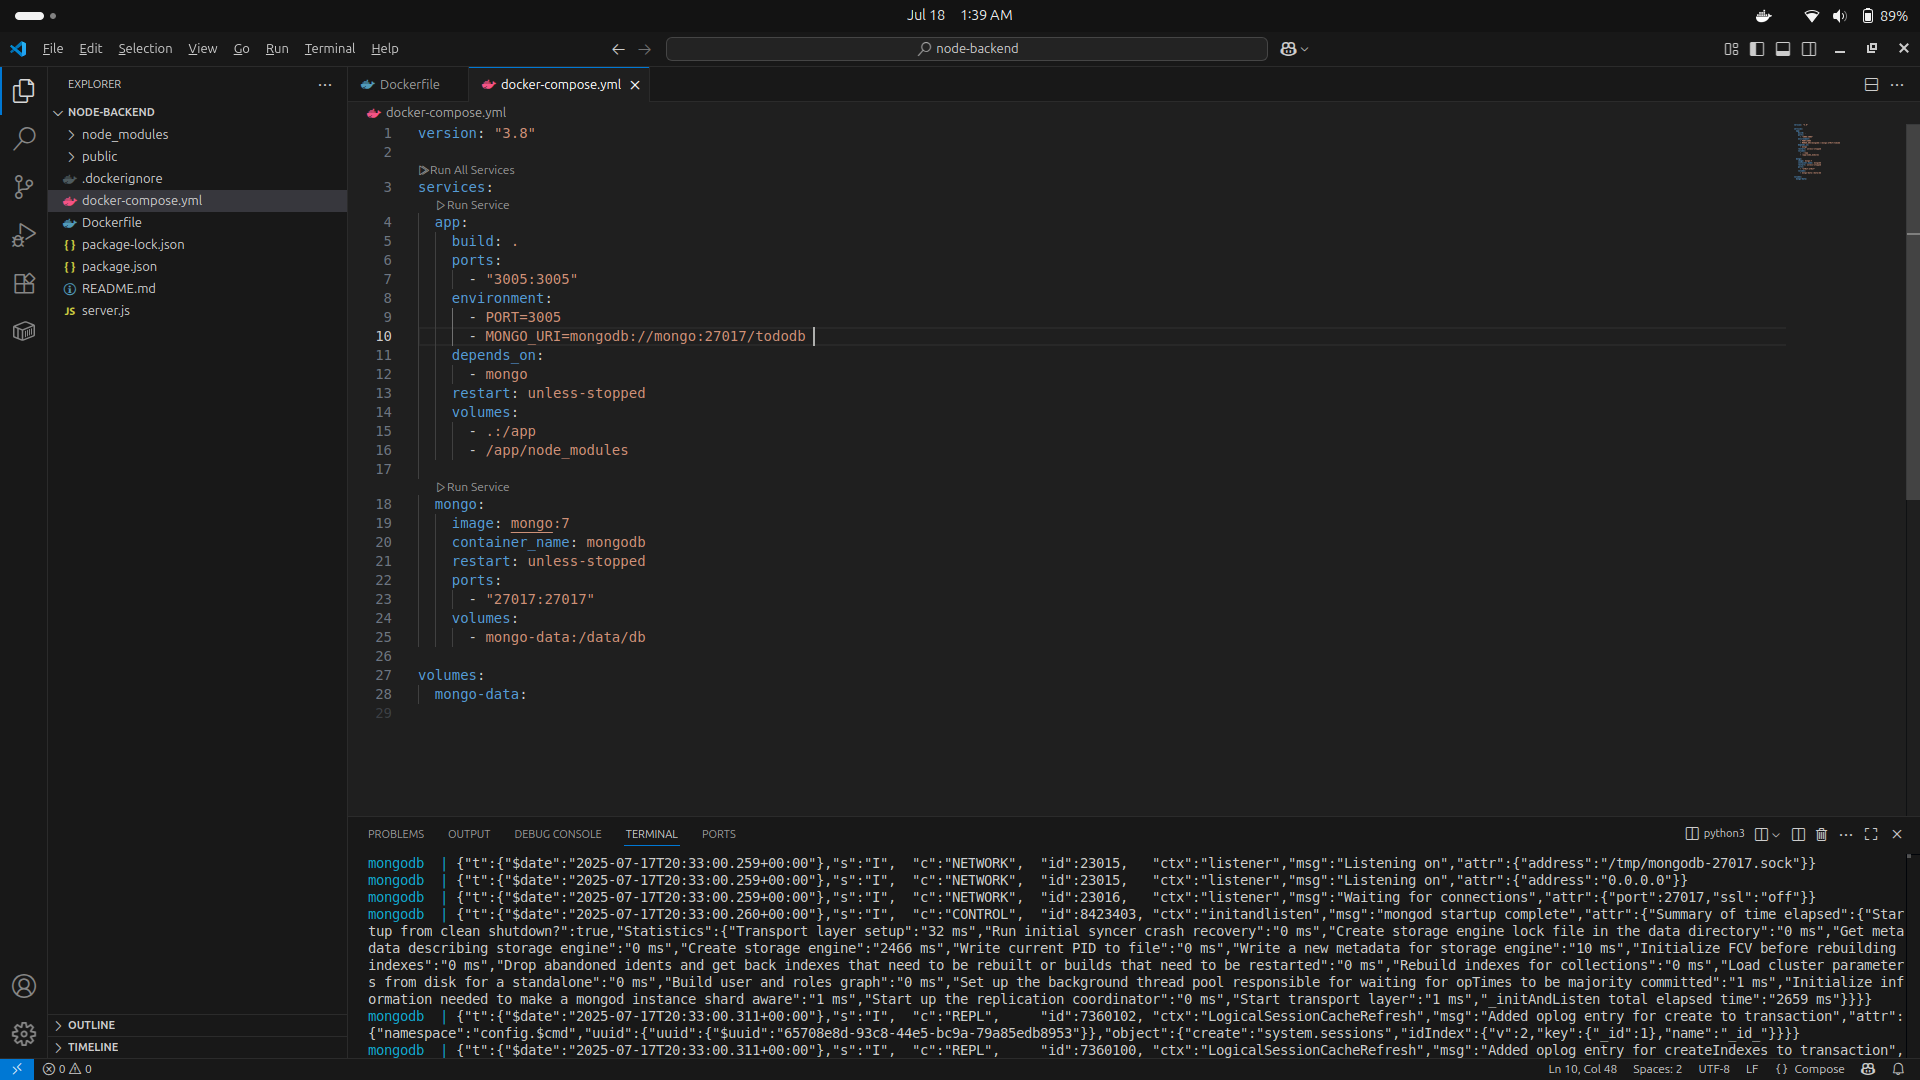 Jul 18 1:39 AM
89%
File Edit Selection View Go Run Terminal Help
node-backend
EXPLORER
NODE-BACKEND
node_modules
public
.dockerignore
docker-compose.yml
Dockerfile
package-lock.json
package.json
README.md
JS server.js
OUTLINE
TIMELINE
Dockerfile docker-compose.yml
docker-compose.yml
1 version: "3.8"
2
Run All Services
3 services:
Run Service
4 app:
5 build: .
6 ports:
7 - "3005:3005"
8 environment:
9 - PORT=3005
10 - MONGO_URI=mongodb://mongo:27017/tododb
11 depends_on:
12 - mongo
13 restart: unless-stopped
14 volumes:
15 - .:/app
16 - /app/node_modules
17
Run Service
18 mongo:
19 image: mongo:7
20 container_name: mongodb
21 restart: unless-stopped
22 ports:
23 - "27017:27017"
24 volumes:
25 - mongo-data:/data/db
26
27 volumes:
28 mongo-data:
29
PROBLEMS OUTPUT DEBUG CONSOLE TERMINAL PORTS
python3
mongodb | {"t":{"$date":"2025-07-17T20:33:00.259+00:00"},"s":"I", "c":"NETWORK", "id":23015, "ctx":"listener","msg":"Listening on","attr":{"address":"/tmp/mongodb-27017.sock"}}
mongodb | {"t":{"$date":"2025-07-17T20:33:00.259+00:00"},"s":"I", "c":"NETWORK", "id":23015, "ctx":"listener","msg":"Listening on","attr":{"address":"0.0.0.0"}}
mongodb | {"t":{"$date":"2025-07-17T20:33:00.259+00:00"},"s":"I", "c":"NETWORK", "id":23016, "ctx":"listener","msg":"Waiting for connections","attr":{"port":27017,"ssl":"off"}}
mongodb | {"t":{"$date":"2025-07-17T20:33:00.260+00:00"},"s":"I", "c":"CONTROL", "id":8423403, "ctx":"initandlisten","msg":"mongod startup complete","attr":{"Summary of time elapsed":{"Star
tup from clean shutdown?":true,"Statistics":{"Transport layer setup":"32 ms","Run initial syncer crash recovery":"0 ms","Create storage engine lock file in the data directory":"0 ms","Get meta
data describing storage engine":"0 ms","Create storage engine":"2466 ms","Write current PID to file":"0 ms","Write a new metadata for storage engine":"10 ms","Initialize FCV before rebuilding
indexes":"0 ms","Drop abandoned idents and get back indexes that need to be rebuilt or builds that need to be restarted":"0 ms","Rebuild indexes for collections":"0 ms","Load cluster parameter
s from disk for a standalone":"0 ms","Build user and roles graph":"0 ms","Set up the background thread pool responsible for waiting for opTimes to be majority committed":"1 ms","Initialize inf
ormation needed to make a mongod instance shard aware":"1 ms","Start up the replication coordinator":"0 ms","Start transport layer":"1 ms","_initAndListen total elapsed time":"2659 ms"}}}}
mongodb | {"t":{"$date":"2025-07-17T20:33:00.311+00:00"},"s":"I", "c":"REPL", "id":7360102, "ctx":"LogicalSessionCacheRefresh","msg":"Added oplog entry for create to transaction","attr":
{"namespace":"config.$cmd","uuid":{"uuid":{"$uuid":"65708e8d-93c8-44e5-bc9a-79a85edb8953"}},"object":{"create":"system.sessions","idIndex":{"v":2,"key":{"_id":1},"name":"_id_"}}}}
mongodb | {"t":{"$date":"2025-07-17T20:33:00.311+00:00"},"s":"I", "c":"REPL", "id":7360100, "ctx":"LogicalSessionCacheRefresh","msg":"Added oplog entry for createIndexes to transaction",
0 0
Ln 10, Col 48 Spaces: 2 UTF-8 LF {} Compose